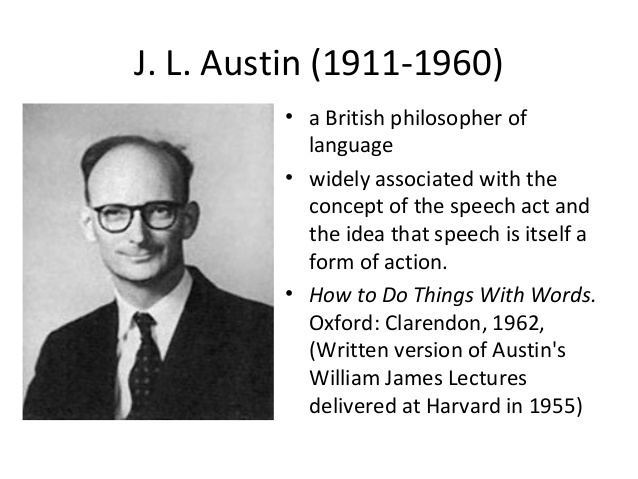 J. L. Austin (1911-1960)
• a British philosopher of
language
• widely associated with the
concept of the speech act and
the idea that speech is itself a
form of action.
• How to Do Things With Words.
Oxford: Clarendon, 1962,
(Written version of Austin's
William James Lectures
delivered at Harvard in 1955)